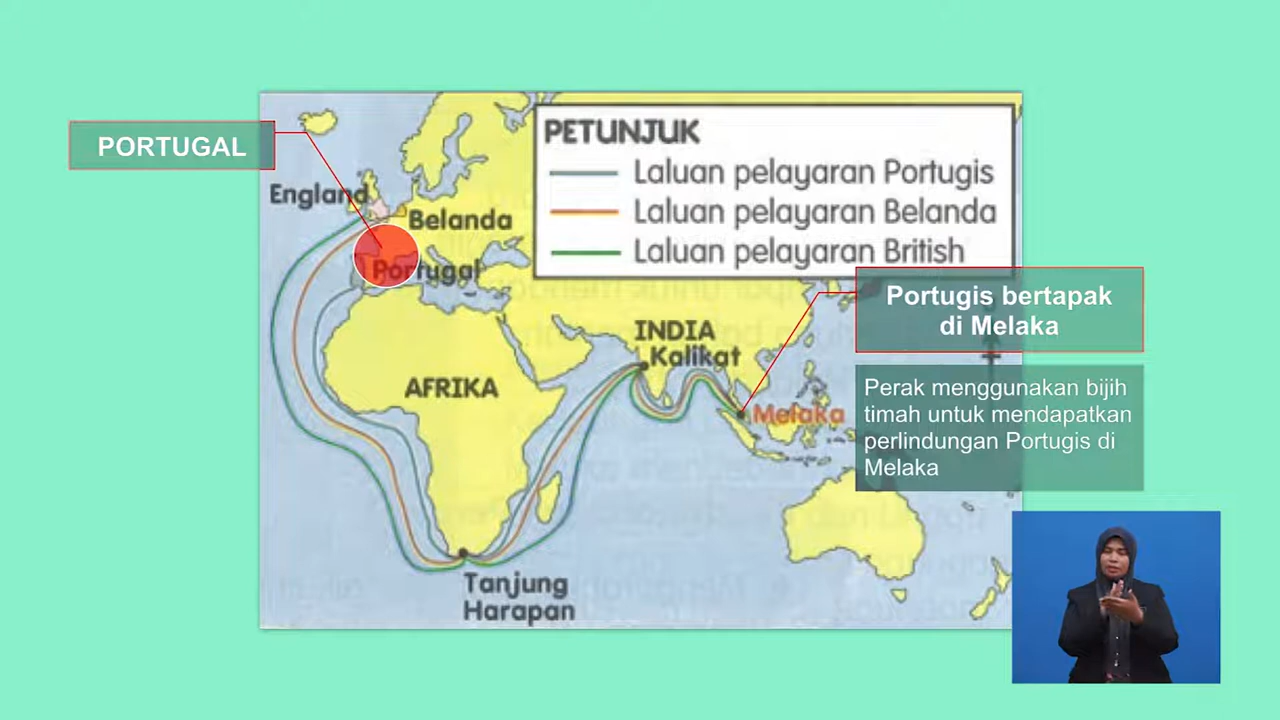 PORTUGAL
PETUNJUK
Laluan pelayaran Portugis
Laluan pelayaran Belanda
Laluan pelayaran British
England
Belanda
Portugal
Portugis bertapak
di Melaka
INDIA
Kalikat
AFRIKA
Melaka
Perak menggunakan bijih
timah untuk mendapatkan
perlindungan Portugis di
Melaka
Tanjung
Harapan